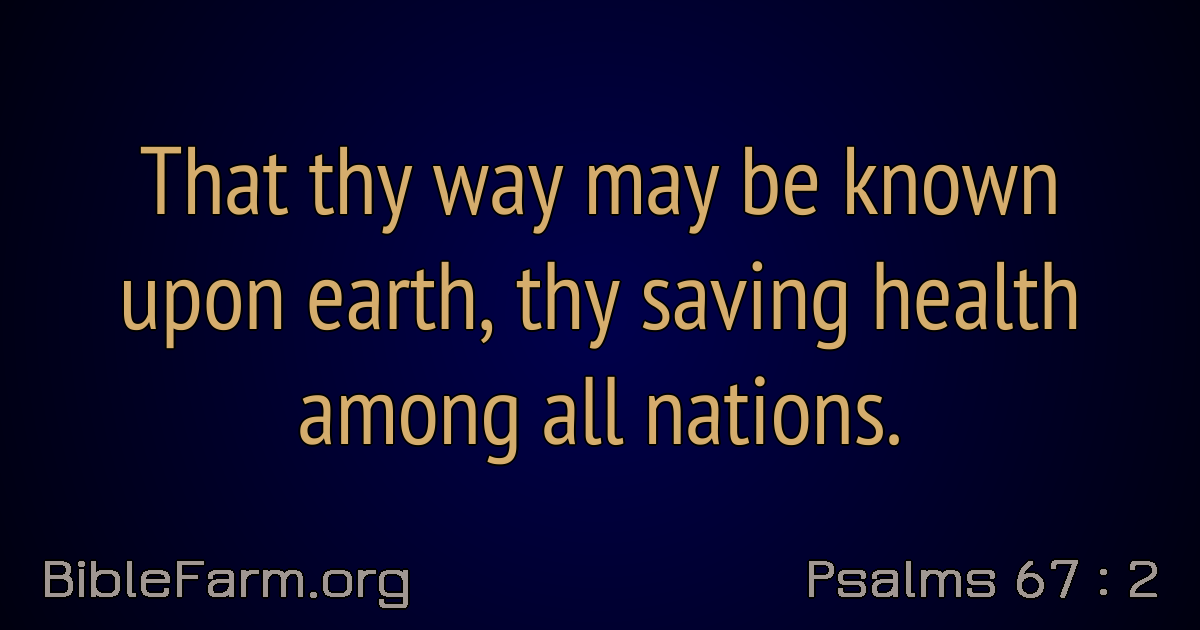 That thy way may be known
upon earth, thy saving health
among all nations.
BibleFarm.org
Psalms 67 : 2